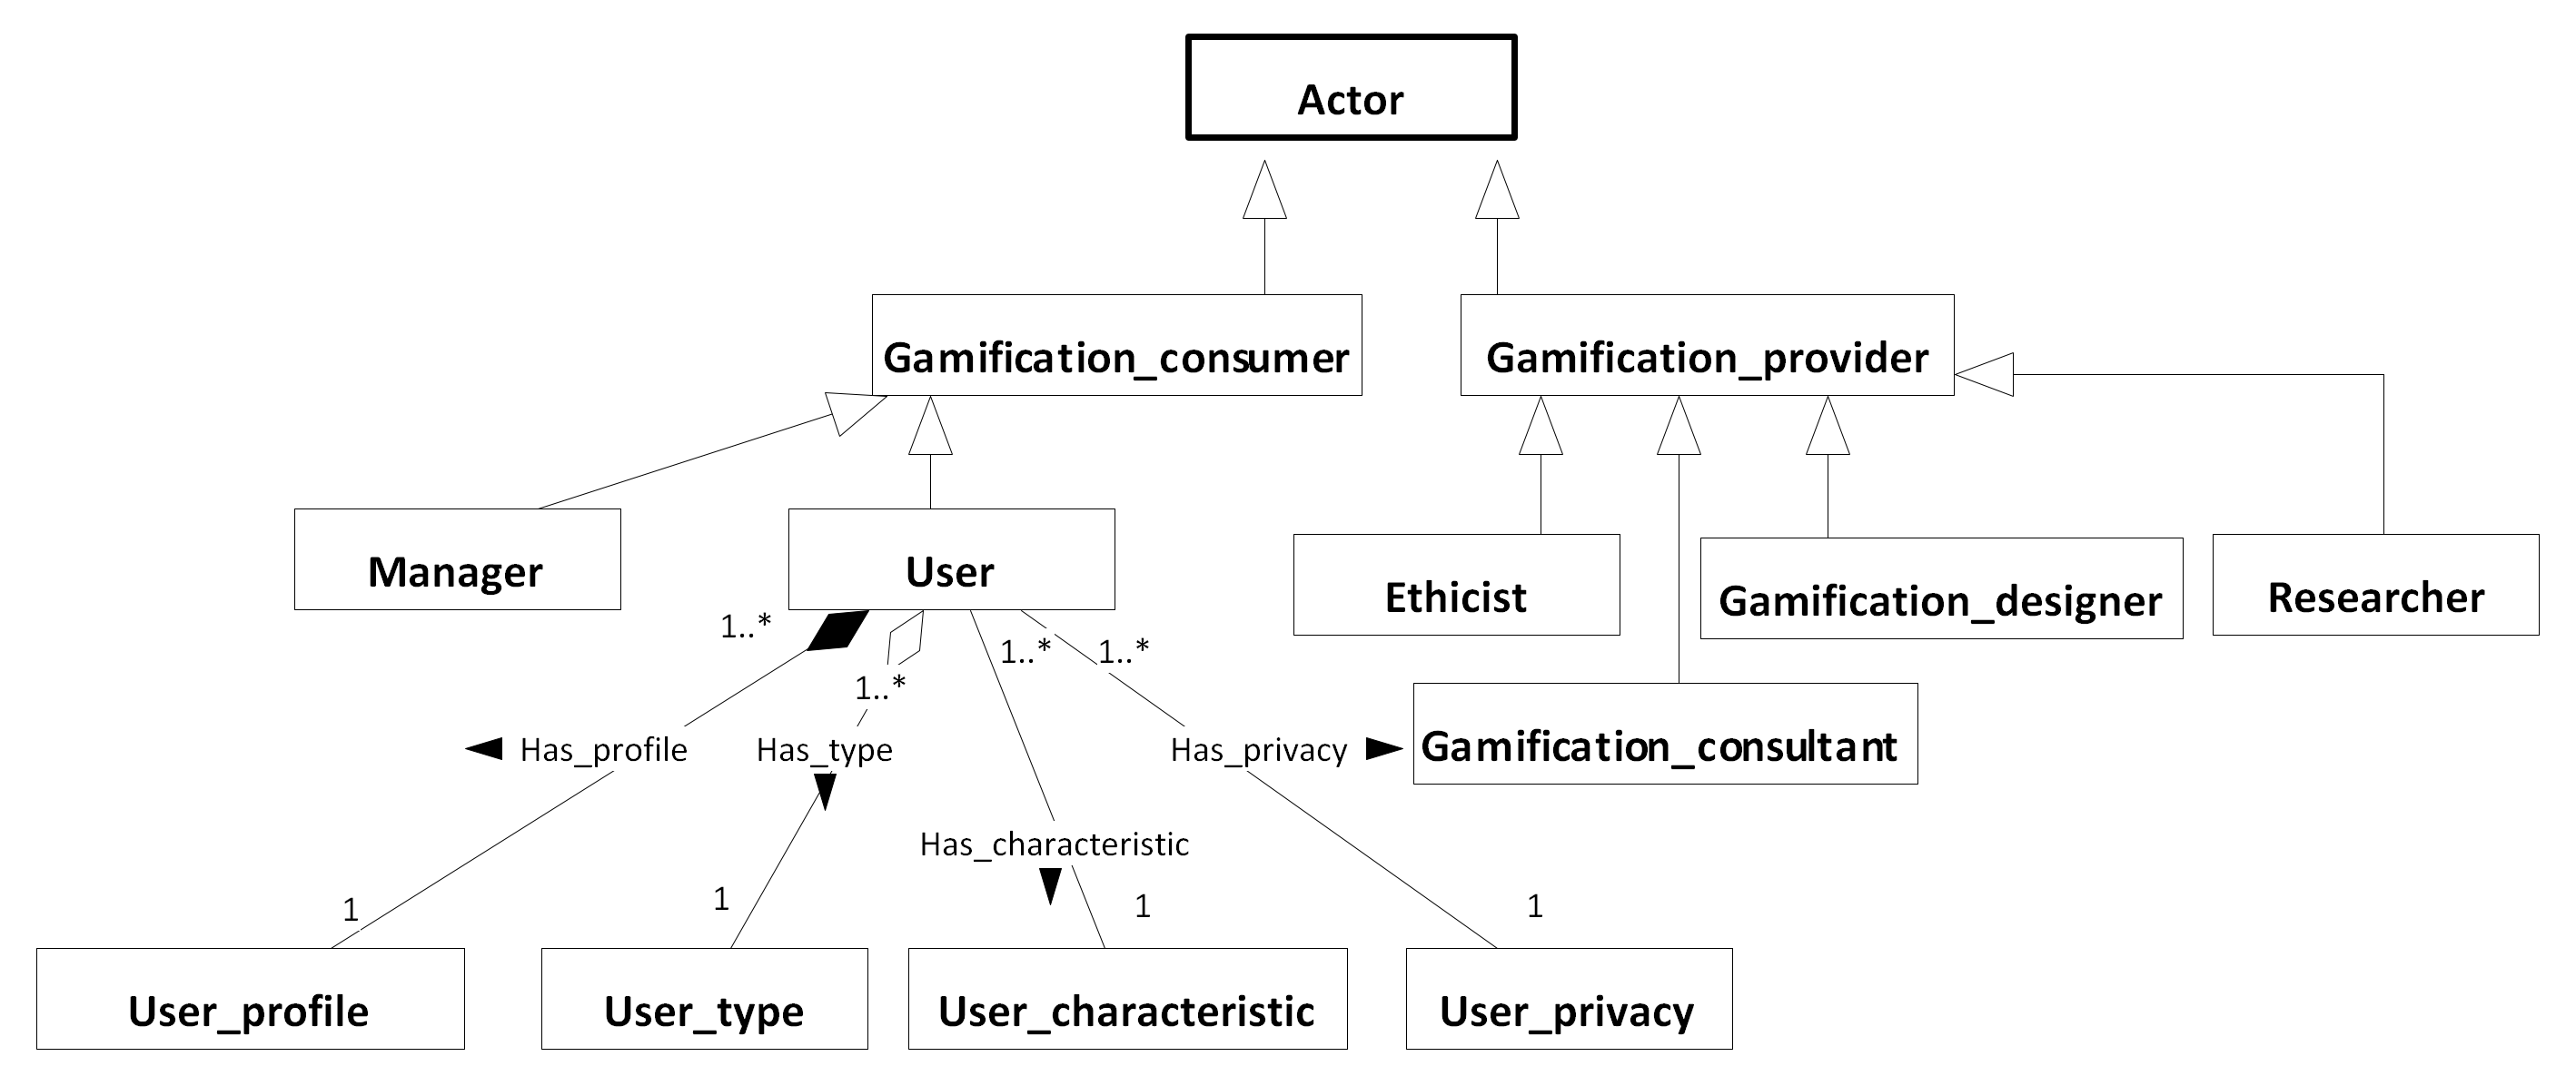 Actor
Gamification_consumer
Gamification_provider
Manager
User
Ethicist
Gamification_designer
Researcher
1..*
1..*
1..*
1..*
Has_profile
Has_type
Has_privacy
Gamification_consultant
Has_characteristic
1
1
1
1
User_profile
User_type
User_characteristic
User_privacy